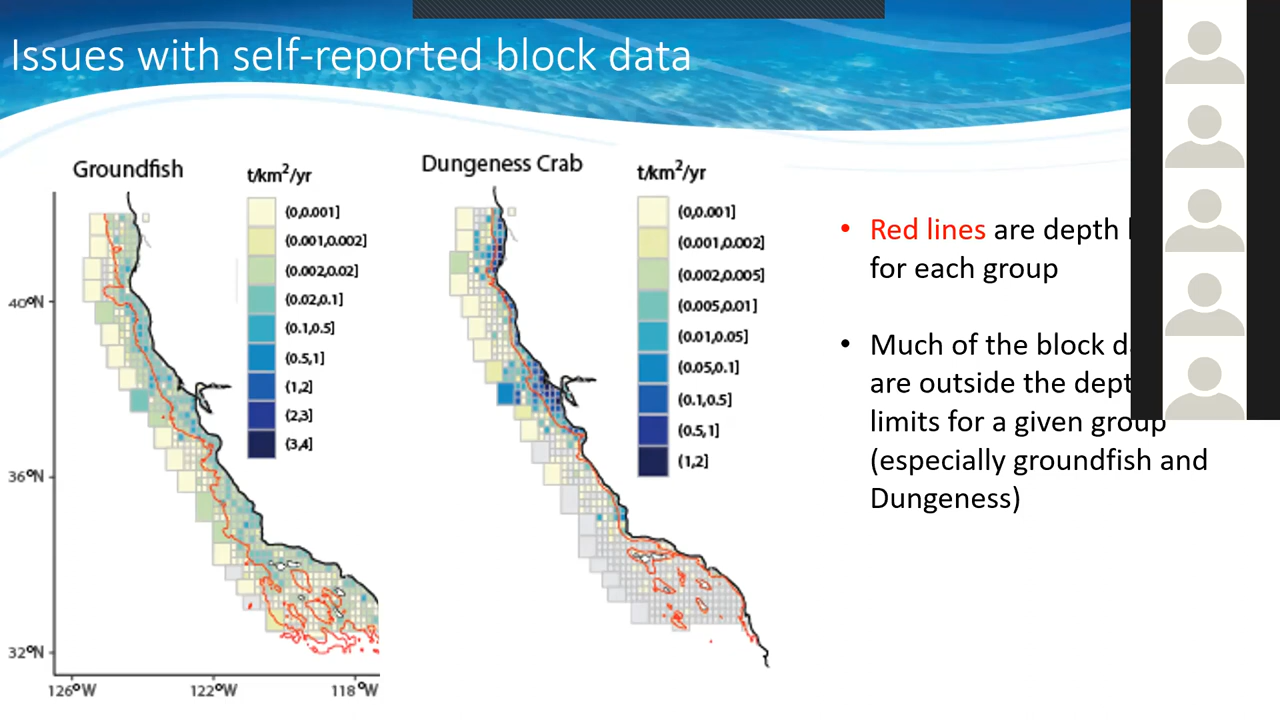 Issues with self-reported block data
Groundfish
t/km²/yr
(0,0.001]
(0.001,0.002]
(0.002,0.02]
(0.02,0.1]
(0.1,0.5]
(0.5,1]
(1,2]
(2,3]
(3,4]
40°N
36°N
32°N
126°W
122°W
118°W
Dungeness Crab
t/km²/yr
(0,0.001]
(0.001,0.002]
(0.002,0.005]
(0.005,0.01]
(0.01,0.05]
(0.05,0.1]
(0.1,0.5]
(0.5,1]
(1,2]
• Red lines are depth
for each group
• Much of the block
are outside the
limits for a given group
(especially groundfish and
Dungeness)